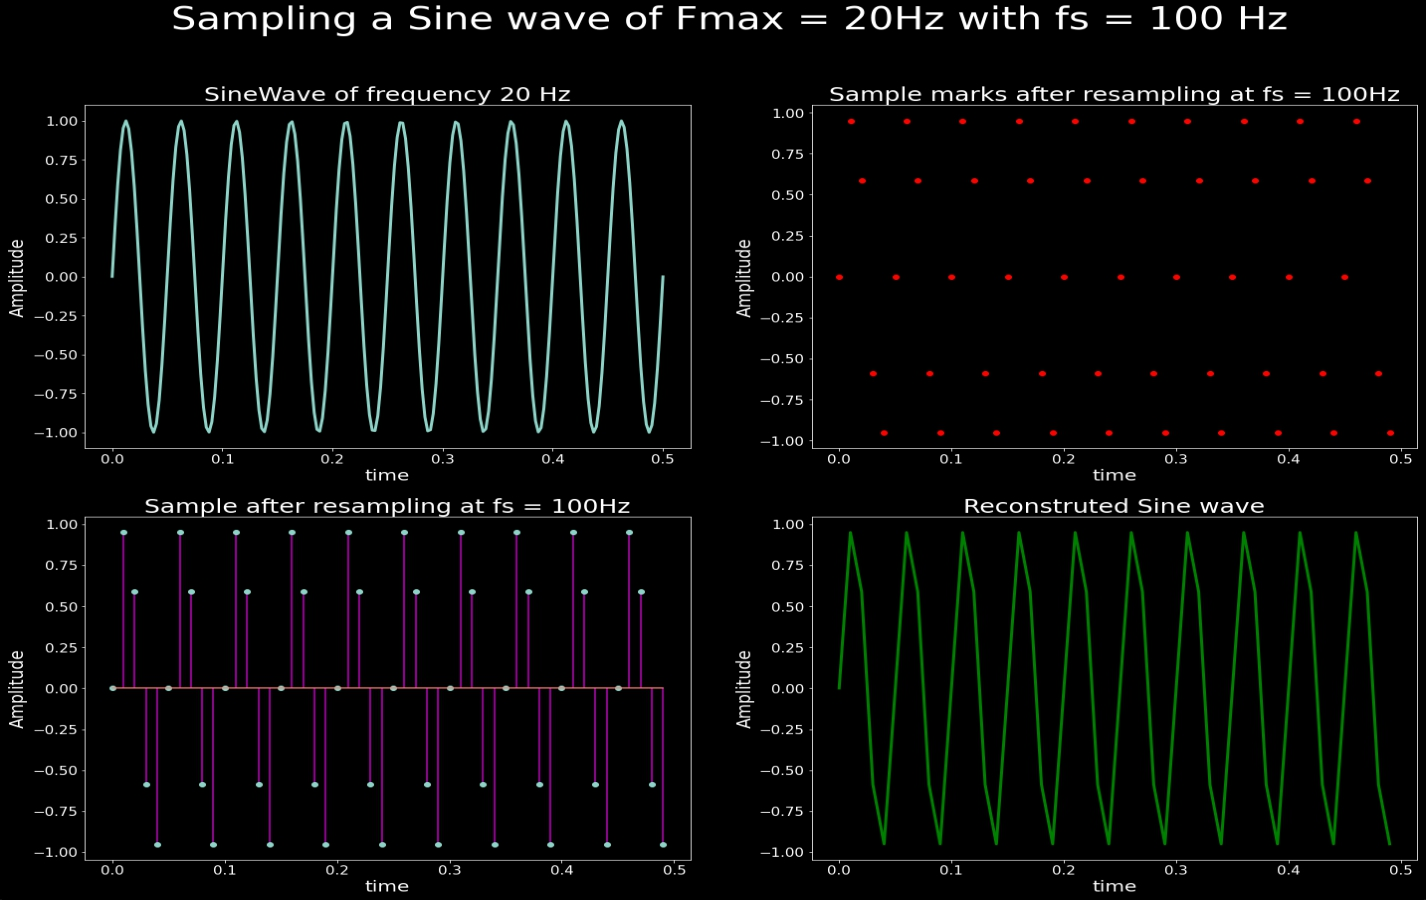 Sampling a Sine wave of Fmax = 20Hz with fs = 100 Hz
SineWave of frequency 20 Hz
1.00
0.75
0.50
0.25
0.00
−0.25
−0.50
−0.75
−1.00
Amplitude
0.0 0.1 0.2 0.3 0.4 0.5
time
Sample marks after resampling at fs = 100Hz
1.00
0.75
0.50
0.25
0.00
−0.25
−0.50
−0.75
−1.00
Amplitude
0.0 0.1 0.2 0.3 0.4 0.5
time
Sample after resampling at fs = 100Hz
1.00
0.75
0.50
0.25
0.00
−0.25
−0.50
−0.75
−1.00
Amplitude
0.0 0.1 0.2 0.3 0.4 0.5
time
Reconstruted Sine wave
1.00
0.75
0.50
0.25
0.00
−0.25
−0.50
−0.75
−1.00
Amplitude
0.0 0.1 0.2 0.3 0.4 0.5
time